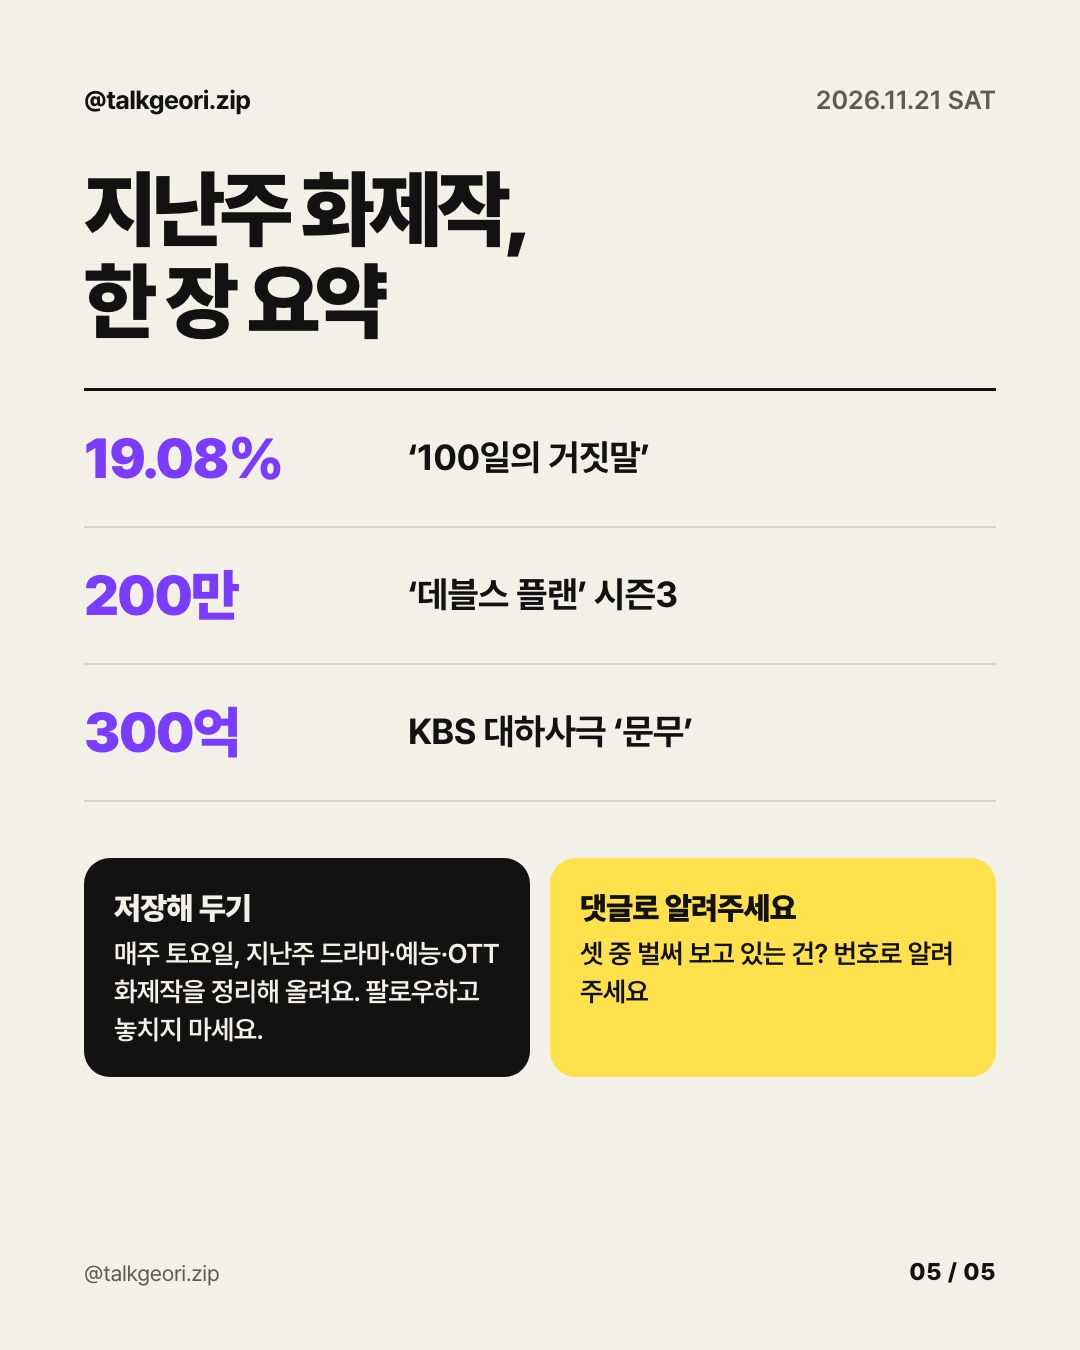 @talkgeori.zip
2026.11.21 SAT
지난주 화제작,
한 장 요약
19.08%
‘100일의 거짓말’
200만
‘데블스 플랜’ 시즌3
300억
KBS 대하사극 ‘문무’
저장해 두기
매주 토요일, 지난주 드라마·예능·OTT
화제작을 정리해 올려요. 팔로우하고
놓치지 마세요.
댓글로 알려주세요
셋 중 벌써 보고 있는 건? 번호로 알려
주세요
@talkgeori.zip
05 / 05